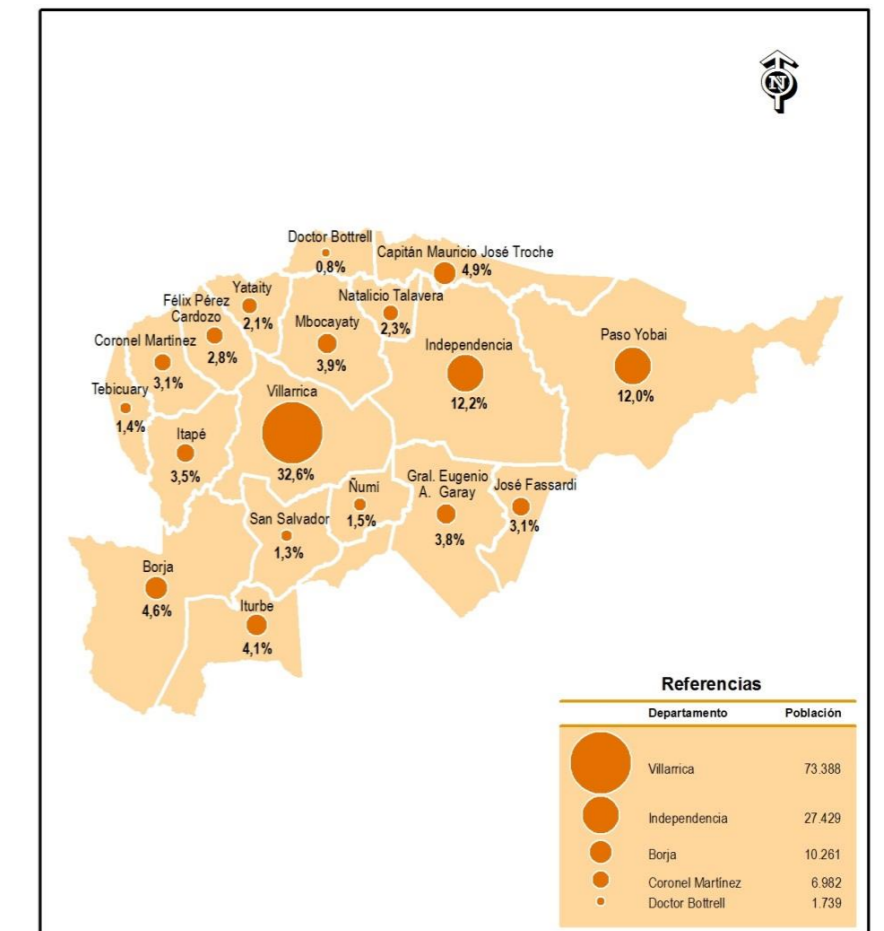 N
Doctor Bottrell
0,8%
Capitán Mauricio José Troche
4,9%
Yataity
2,1%
Natalicio Talavera
2,3%
Félix Pérez
Cardozo
2,8%
Mbocayaty
3,9%
Paso Yobai
12,0%
Coronel Martínez
3,1%
Independencia
12,2%
Tebicuary
1,4%
Villarrica
32,6%
Itapé
3,5%
Ñumí
1,5%
Gral. Eugenio
A. Garay
3,8%
José Fassardi
3,1%
San Salvador
1,3%
Borja
4,6%
Iturbe
4,1%
Referencias
Departamento Población
Villarrica 73.388
Independencia 27.429
Borja 10.261
Coronel Martínez 6.982
Doctor Bottrell 1.739